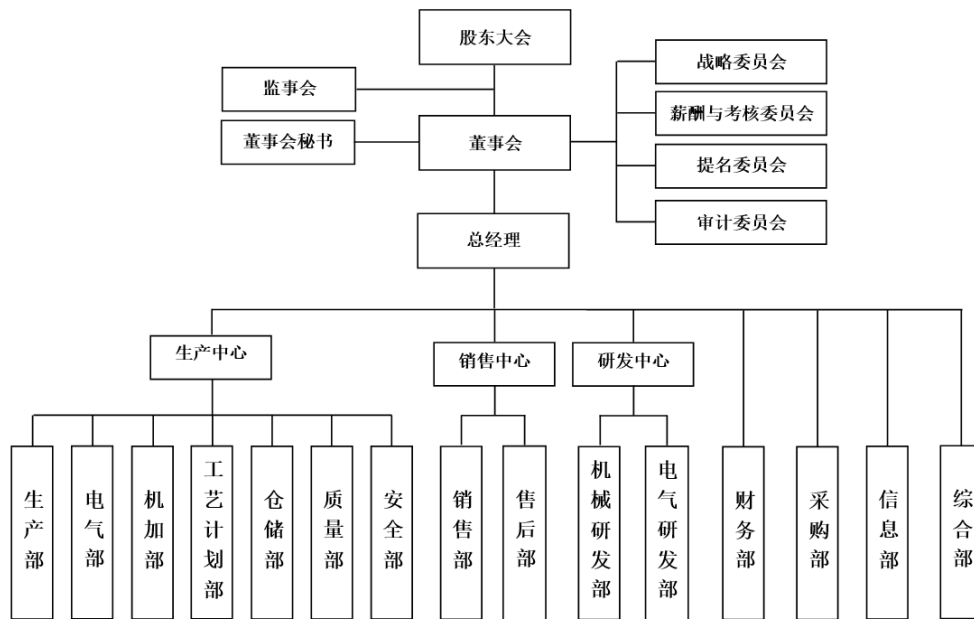 股东大会
监事会
董事会秘书
董事会
战略委员会
薪酬与考核委员会
提名委员会
审计委员会
总经理
生产中心
销售中心
研发中心
生产部
电气部
机加部
工艺计划部
仓储部
质量部
安全部
销售部
售后部
机械研发部
电气研发部
财务部
采购部
信息部
综合部